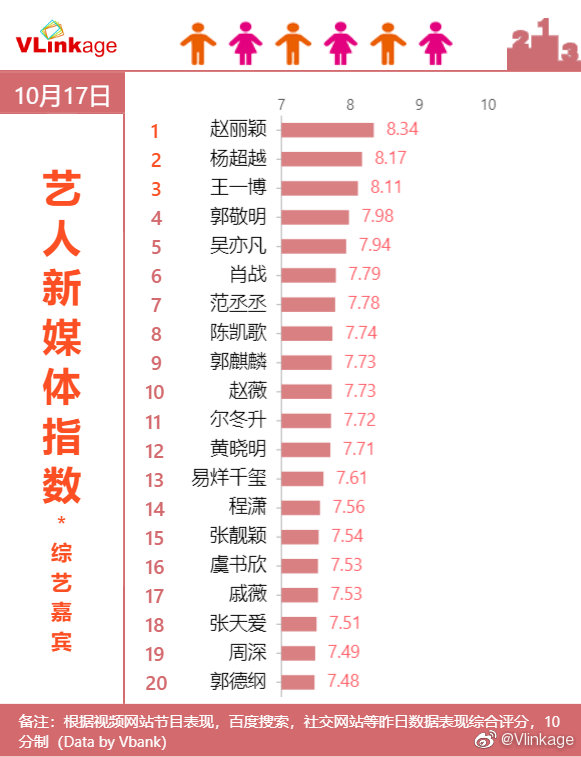 VLinkage
1 2 3
10月17日
艺人新媒体指数
*
综艺嘉宾
7 8 9 10
1 赵丽颖 8.34
2 杨超越 8.17
3 王一博 8.11
4 郭敬明 7.98
5 吴亦凡 7.94
6 肖战 7.79
7 范丞丞 7.78
8 陈凯歌 7.74
9 郭麒麟 7.73
10 赵薇 7.73
11 尔冬升 7.72
12 黄晓明 7.71
13 易烊千玺 7.61
14 程潇 7.56
15 张靓颖 7.54
16 虞书欣 7.53
17 戚薇 7.53
18 张天爱 7.51
19 周深 7.49
20 郭德纲 7.48
备注：根据视频网站节目表现，百度搜索，社交网站等昨日数据表现综合评分，10
分制（Data by Vbank)
@Vlinkage